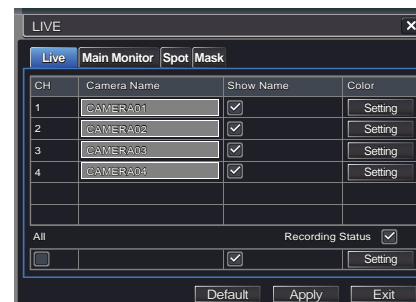 LIVE X
Live Main Monitor Spot Mask
CH Camera Name Show Name Color
1 CAMERA01 Setting
2 CAMERA02 Setting
3 CAMERA03 Setting
4 CAMERA04 Setting
All Recording Status
Setting
Default Apply Exit